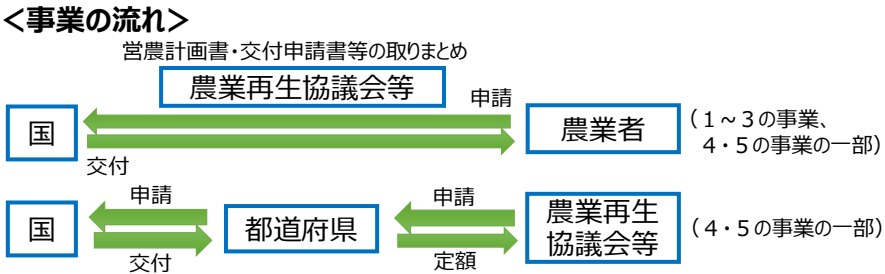 ＜事業の流れ＞
営農計画書・交付申請書等の取りまとめ
農業再生協議会等
申請
国
農業者
（１～３の事業、
４・５の事業の一部）
交付
申請
申請
国
都道府県
農業再生
協議会等
（４・５の事業の一部）
交付
定額